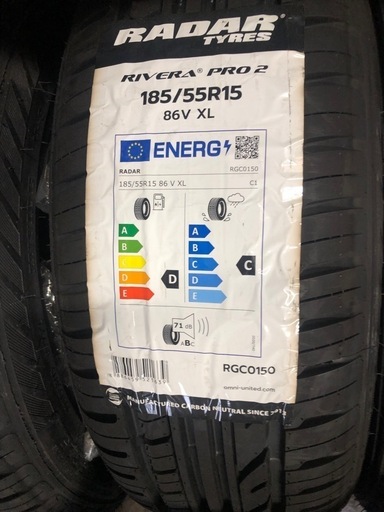 RADAR
TYRES
RIVERA® PRO 2
185/55R15
86V XL
ENERG
RADAR
RGC0150
185/55R15 86 V XL
C1
A
B
C
D
E
D
A
B
C
D
E
C
71 dB
ABC
RGC0150
omni-united.com
MANUFACTURED CARBON NEUTRAL SINCE